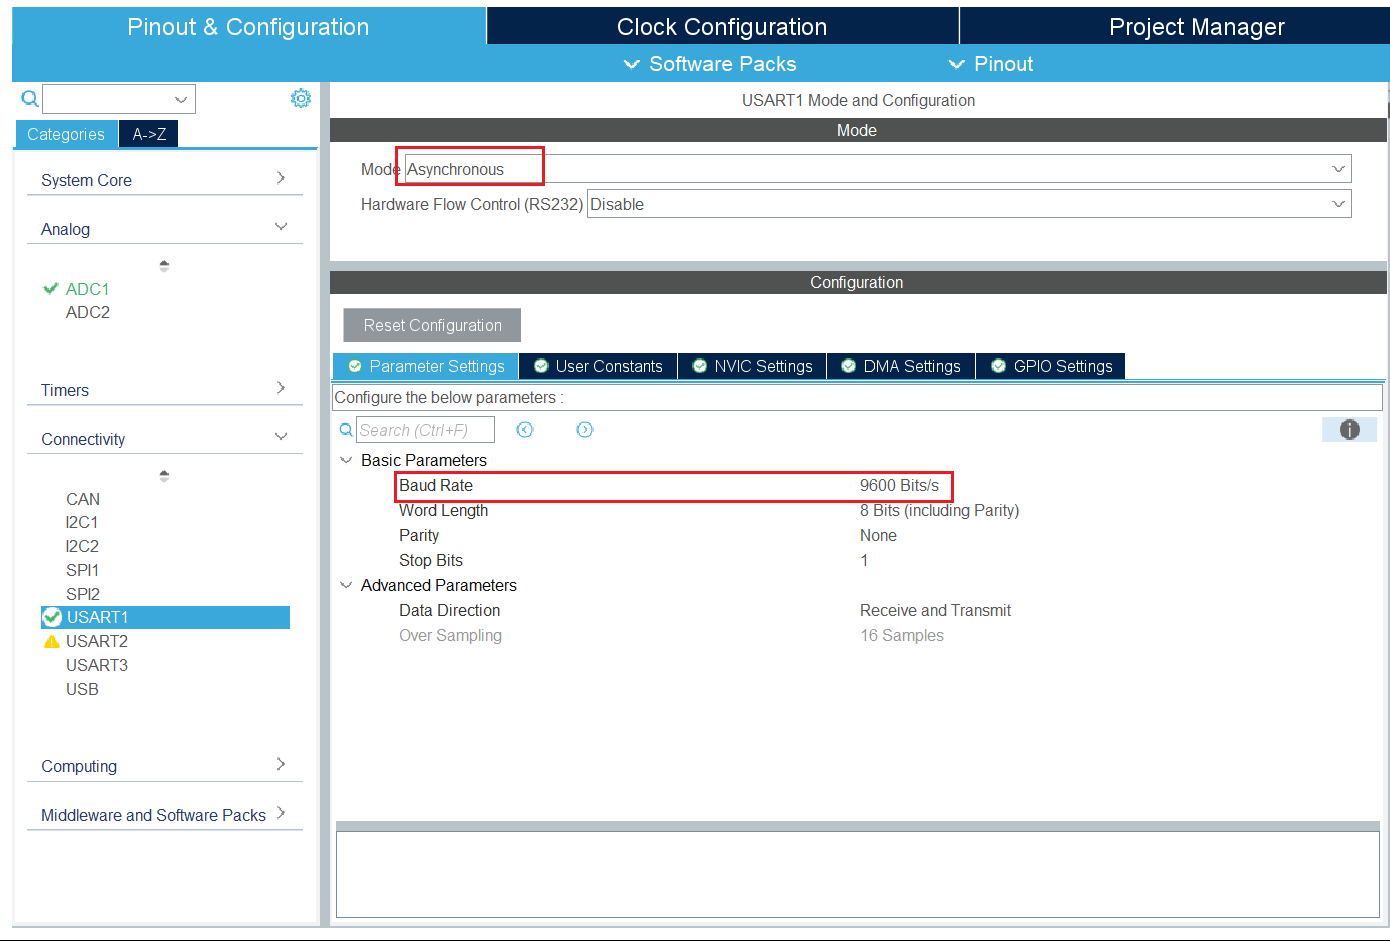 Pinout & Configuration
Clock Configuration
Project Manager
Software Packs
Pinout
Categories
A->Z
System Core
Analog
ADC1
ADC2
Timers
Connectivity
CAN
I2C1
I2C2
SPI1
SPI2
USART1
USART2
USART3
USB
Computing
Middleware and Software Packs
USART1 Mode and Configuration
Mode
Mode Asynchronous
Hardware Flow Control (RS232) Disable
Configuration
Reset Configuration
Parameter Settings
User Constants
NVIC Settings
DMA Settings
GPIO Settings
Configure the below parameters :
Search (Ctrl+F)
Basic Parameters
Baud Rate 9600 Bits/s
Word Length 8 Bits (including Parity)
Parity None
Stop Bits 1
Advanced Parameters
Data Direction Receive and Transmit
Over Sampling 16 Samples